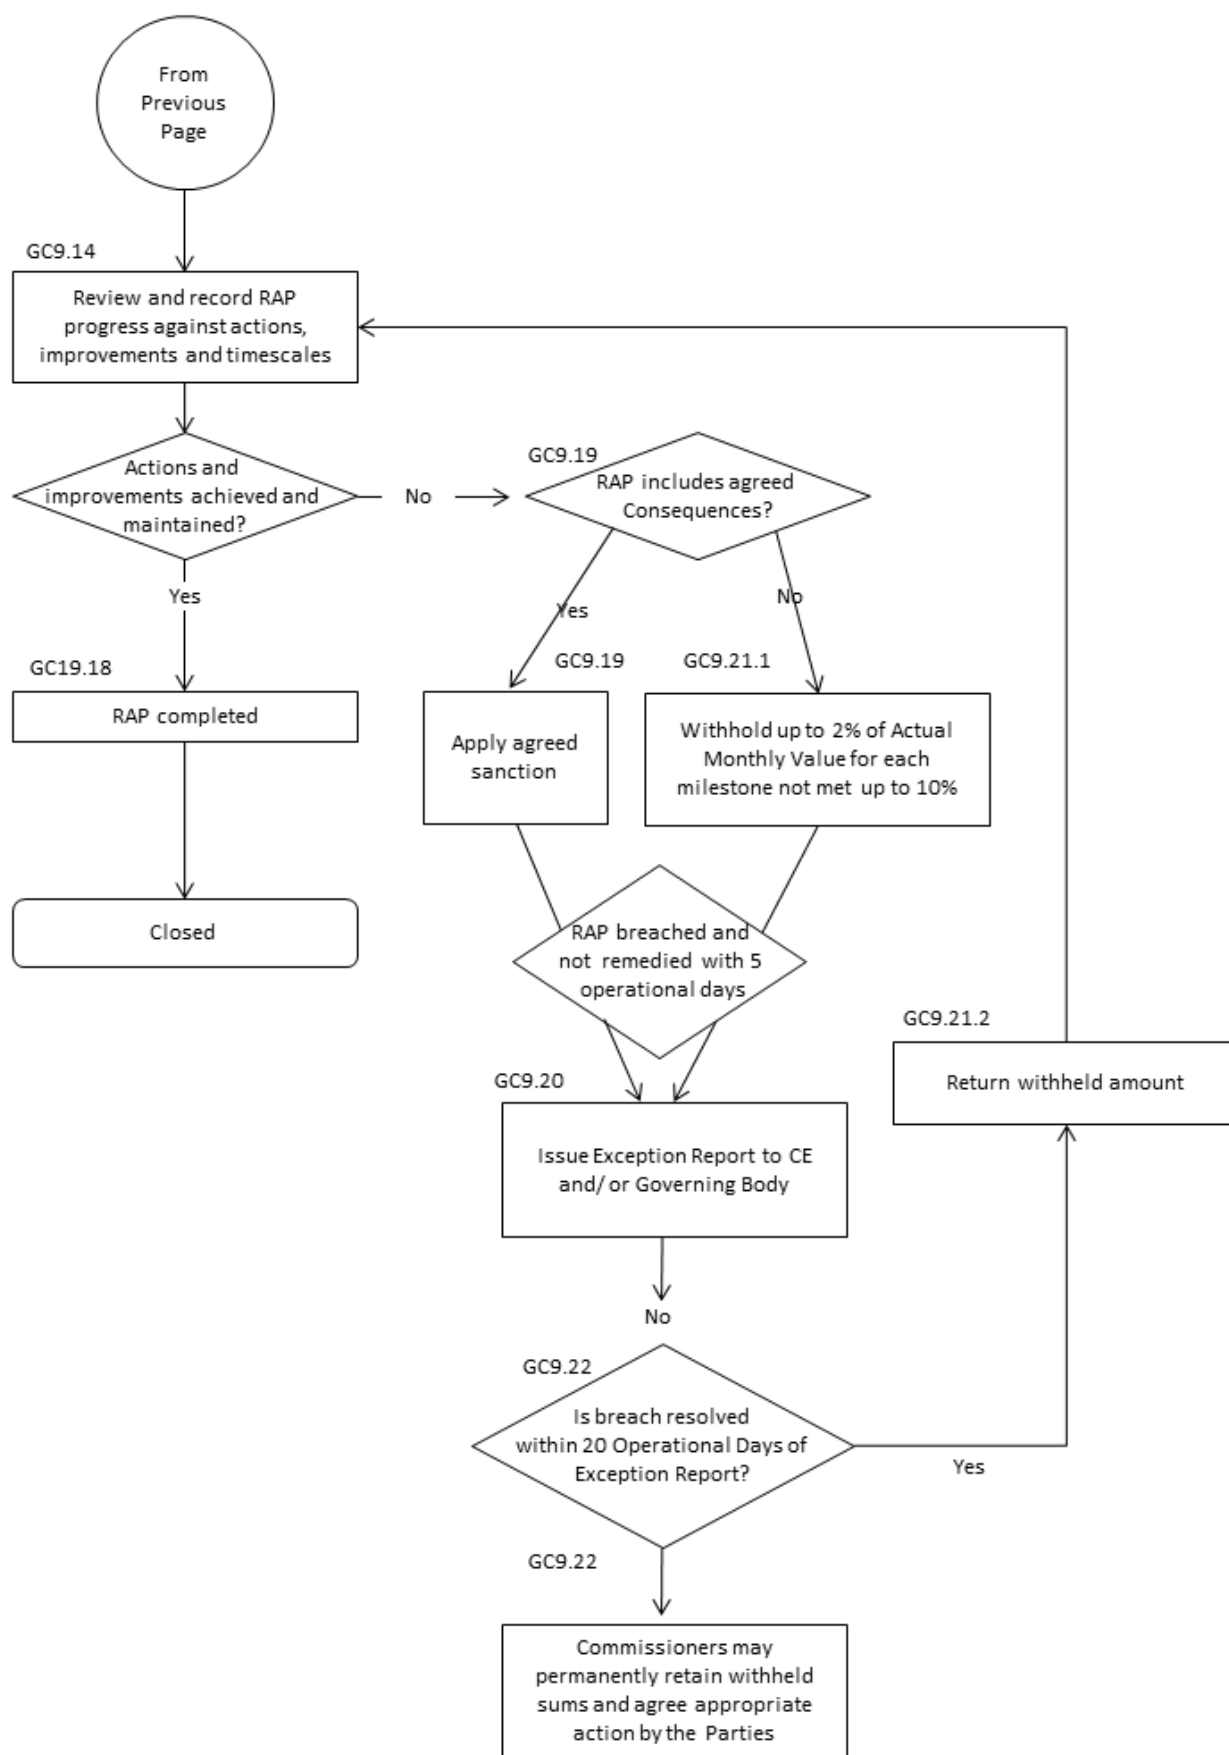 From
Previous
Page
GC9.14
Review and record RAP
progress against actions,
improvements and timescales
Actions and
improvements achieved and
maintained?
No
GC9.19
RAP includes agreed
Consequences?
Yes
Yes
No
GC19.18
RAP completed
GC9.19
Apply agreed
sanction
GC9.21.1
Withhold up to 2% of Actual
Monthly Value for each
milestone not met up to 10%
Closed
RAP breached and
not remedied with 5
operational days
GC9.21.2
Return withheld amount
GC9.20
Issue Exception Report to CE
and/ or Governing Body
No
GC9.22
Is breach resolved
within 20 Operational Days of
Exception Report?
Yes
GC9.22
Commissioners may
permanently retain withheld
sums and agree appropriate
action by the Parties